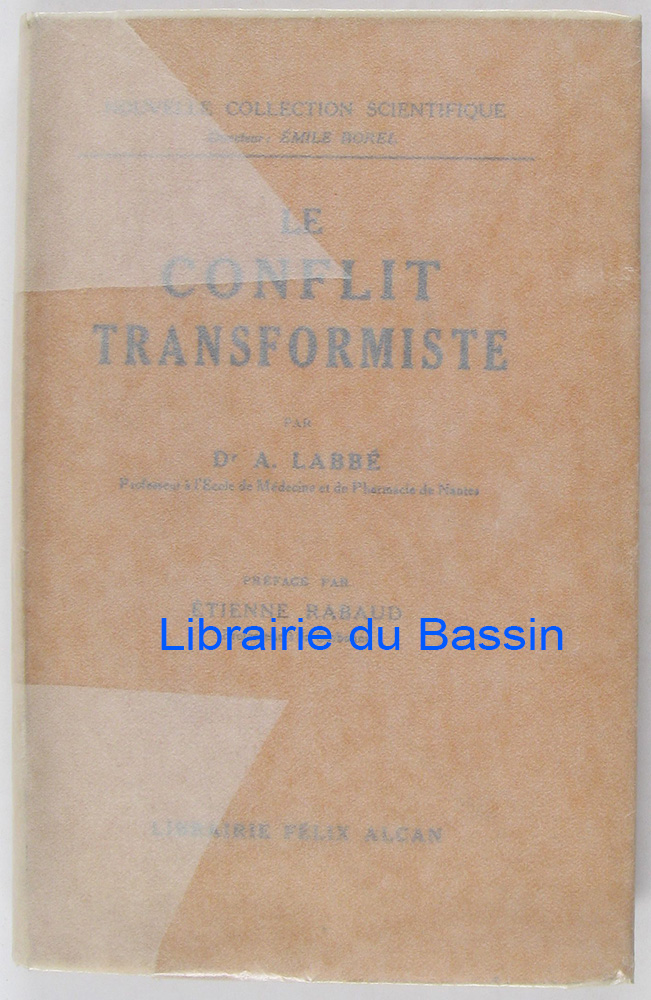 NOUVELLE COLLECTION SCIENTIFIQUE
Directeur : ÉMILE BOREL
LE
CONFLIT
TRANSFORMISTE
PAR
Dr A. LABBÉ
Professeur à l'École de Médecine et de Pharmacie de Nantes
PRÉFACE PAR
ÉTIENNE RABAUD
Librairie du Bassin
LIBRAIRIE FÉLIX ALCAN